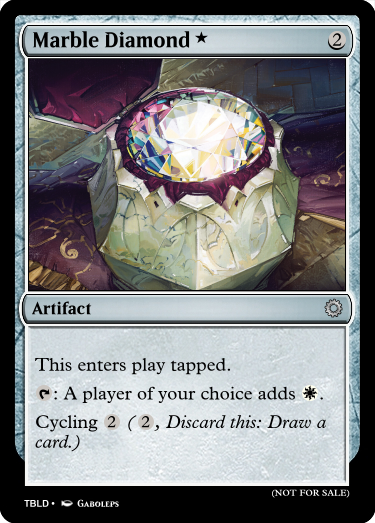 Marble Diamond ★ 2
Artifact
This enters play tapped.
: A player of your choice adds .
Cycling 2 ( 2, Discard this: Draw a
card.)
(NOT FOR SALE)
TBLD • Gaboleps